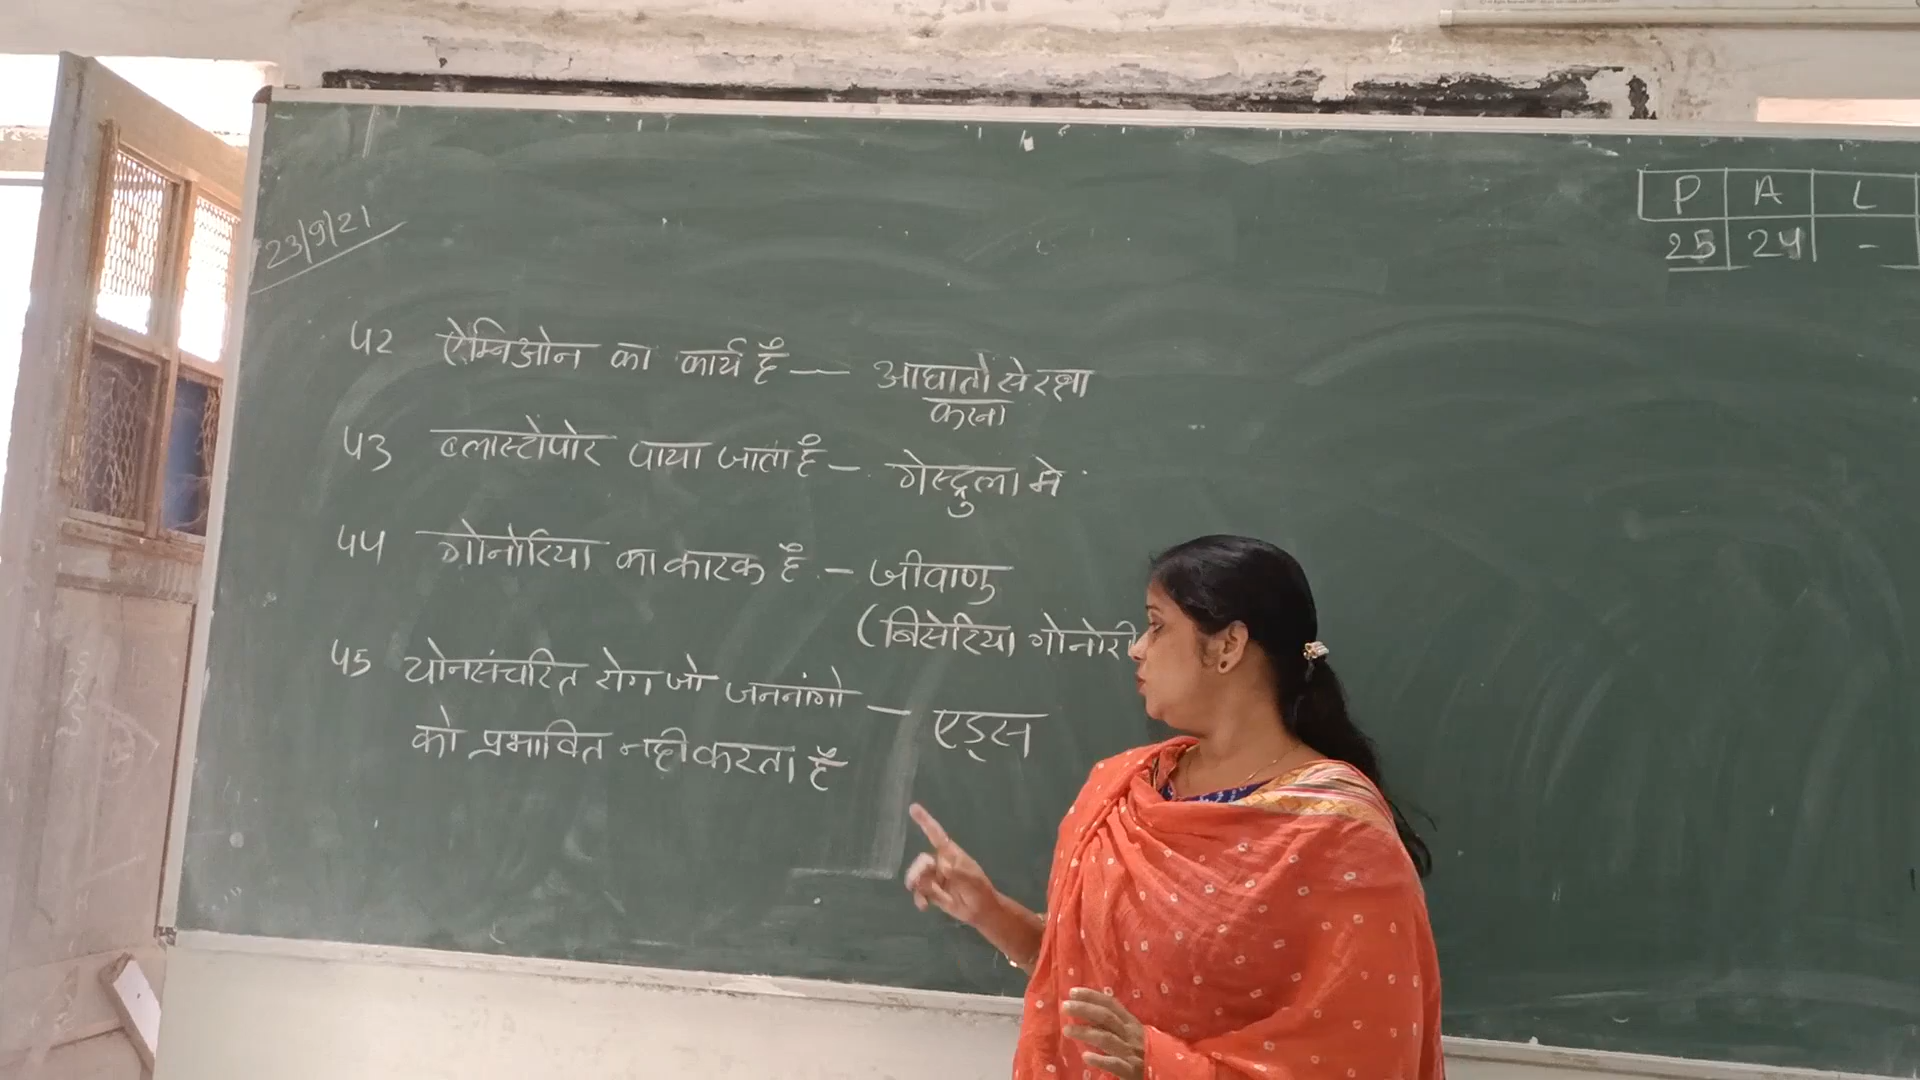 23/9/21
P A L
25 24 -
42 ऐम्निओन का कार्य हैं — आघातो से रक्षा
करना
43 ब्लास्टोपोर पाया जाता हैं - गेस्ट्रुला मे
44 गोनोरिया का कारक हैं - जीवाणु
(निसेरिया गोनोरी
45 योनसंचरित रोग जो जननांगो — एड्स
को प्रभावित नही करता हैं